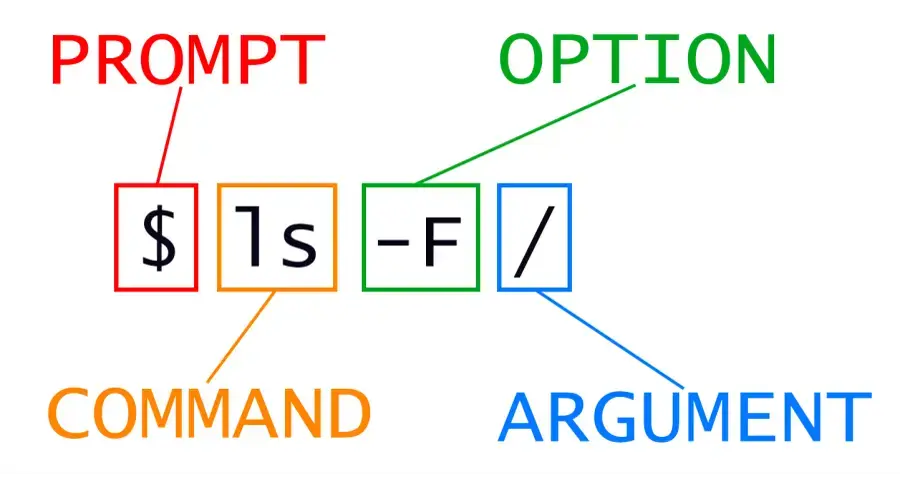 PROMPT OPTION
$ ls -F /
COMMAND ARGUMENT